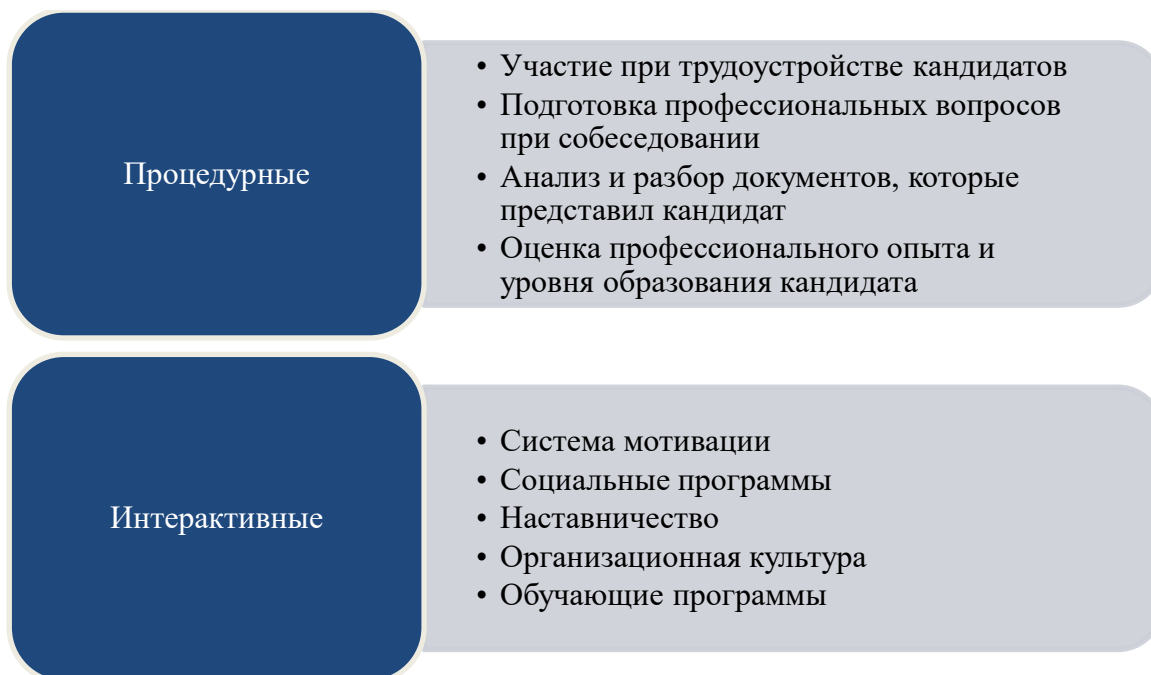 Процедурные
• Участие при трудоустройстве кандидатов
• Подготовка профессиональных вопросов
при собеседовании
• Анализ и разбор документов, которые
представил кандидат
• Оценка профессионального опыта и
уровня образования кандидата
Интерактивные
• Система мотивации
• Социальные программы
• Наставничество
• Организационная культура
• Обучающие программы